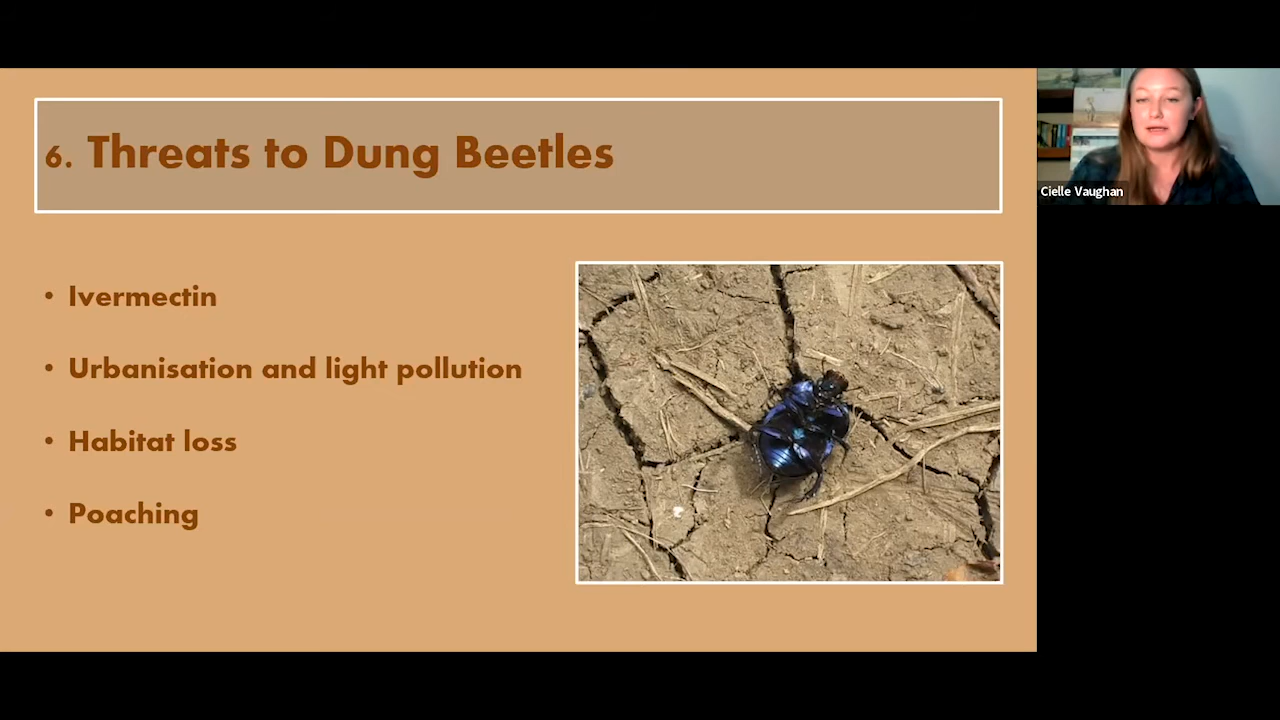 6. Threats to Dung Beetles
Cielle Vaughan
• Ivermectin
• Urbanisation and light pollution
• Habitat loss
• Poaching